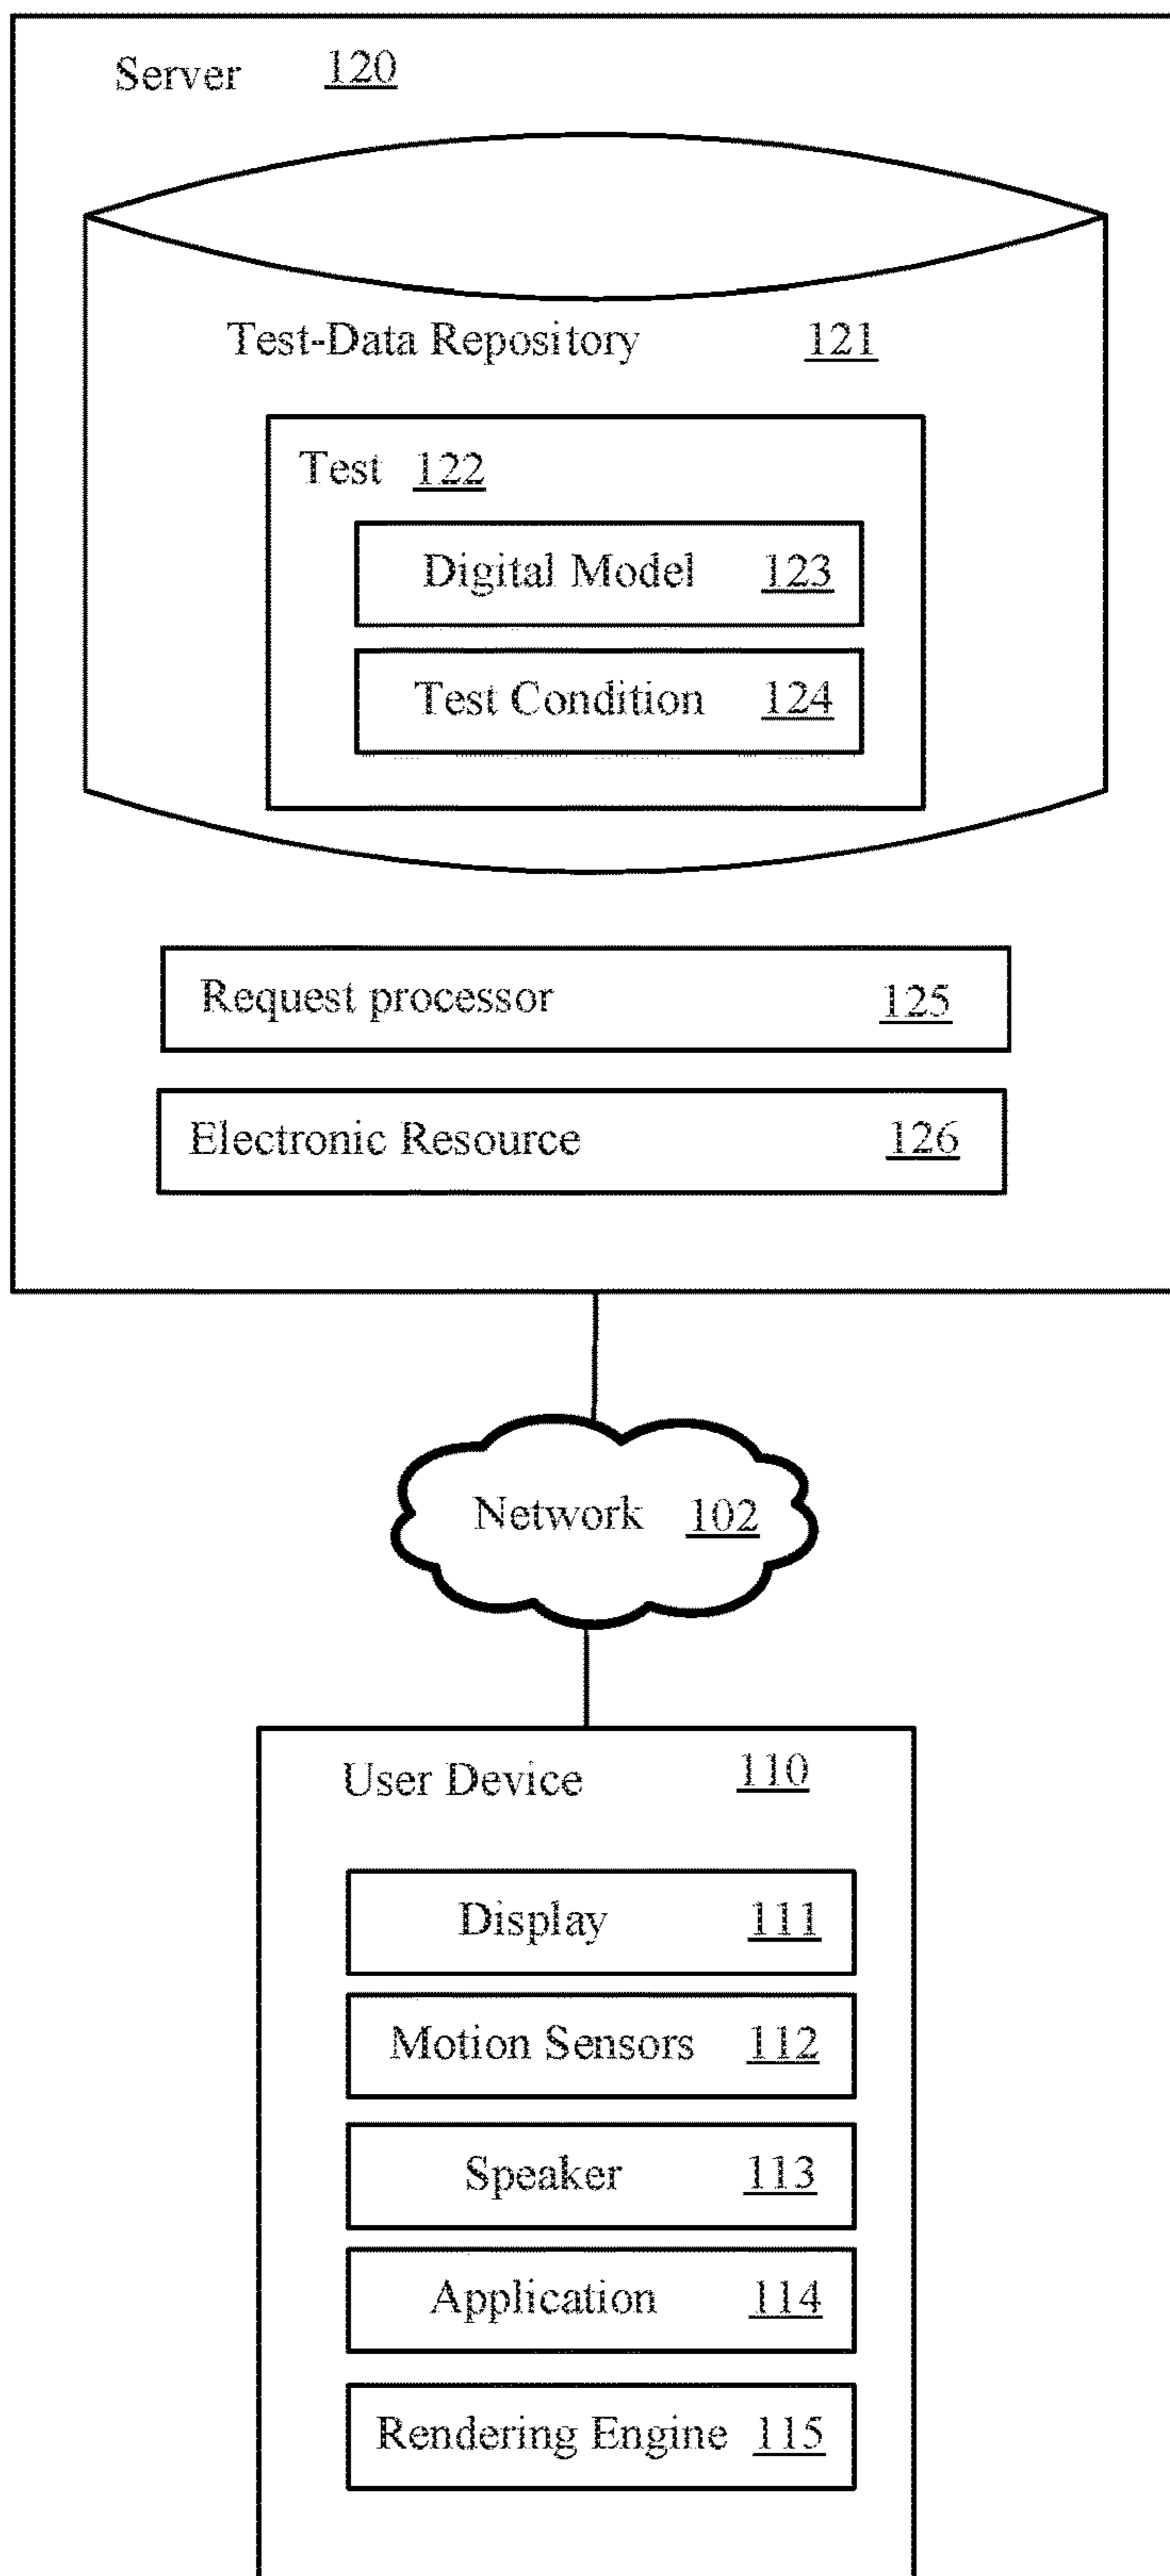 Server 120
Test-Data Repository 121
Test 122
Digital Model 123
Test Condition 124
Request processor 125
Electronic Resource 126
Network 102
User Device 110
Display 111
Motion Sensors 112
Speaker 113
Application 114
Rendering Engine 115